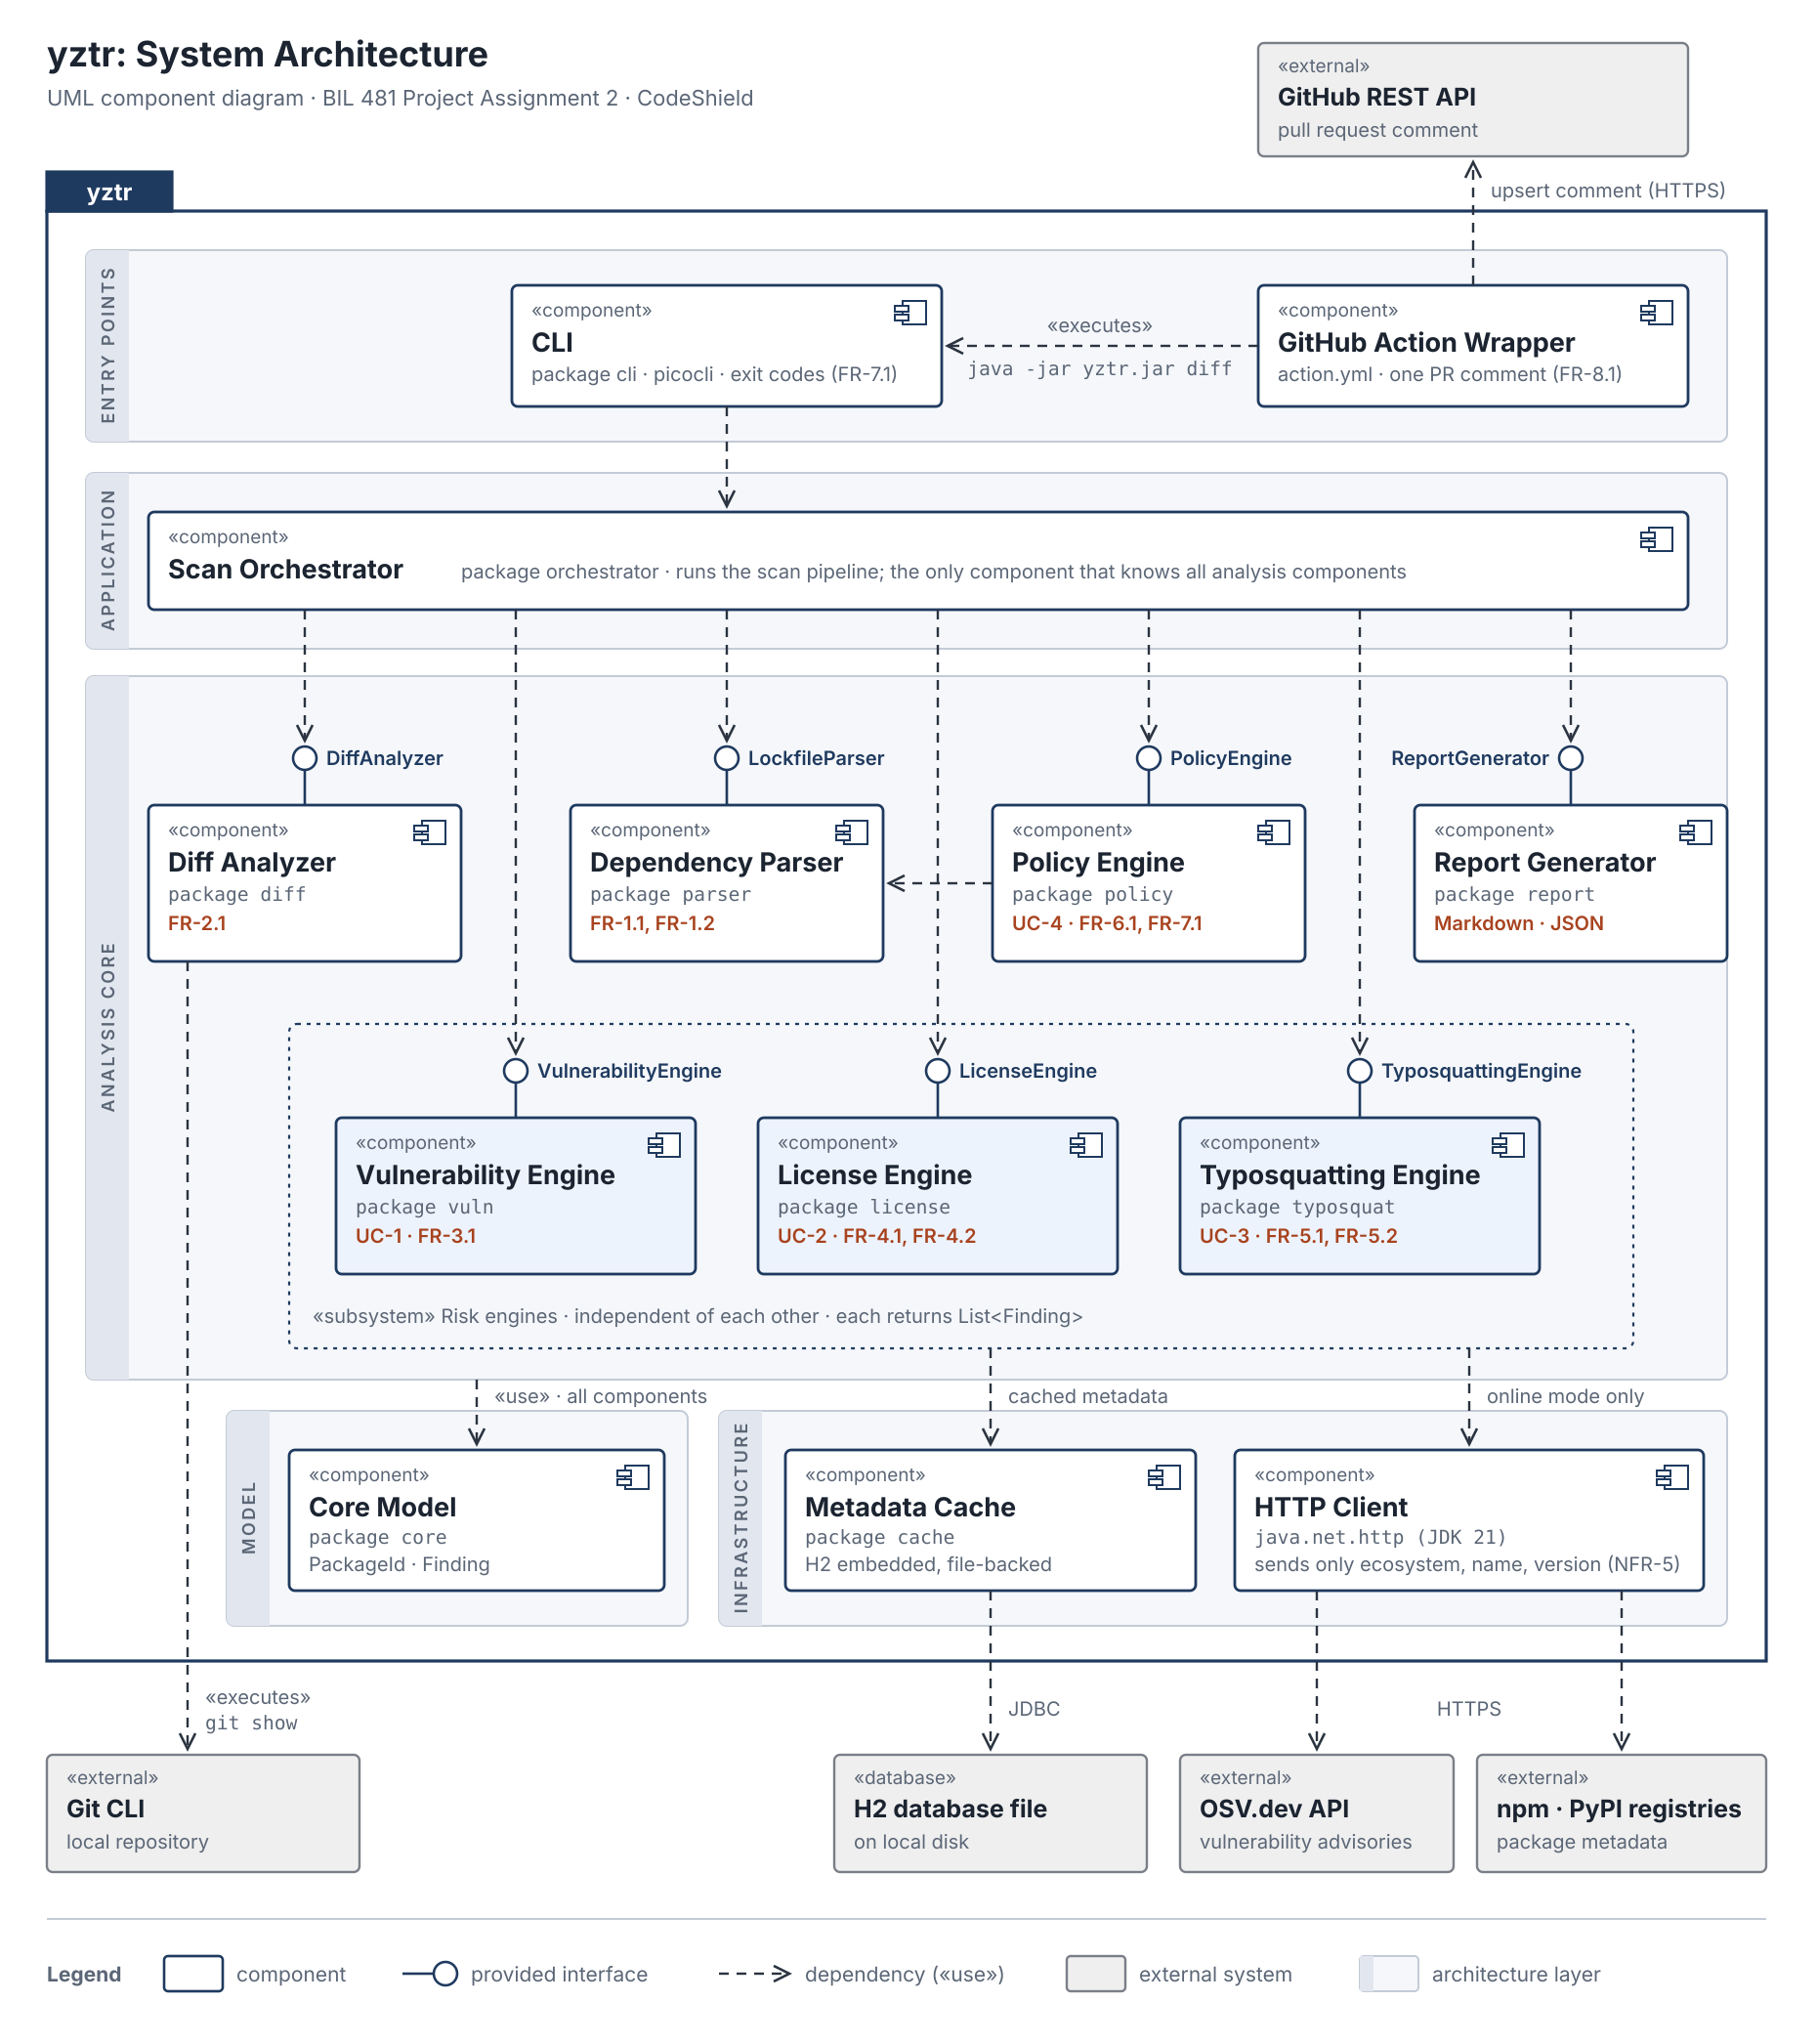 yztr: System Architecture
UML component diagram · BIL 481 Project Assignment 2 · CodeShield
«external»
GitHub REST API
pull request comment
upsert comment (HTTPS)
yztr
ENTRY POINTS
«component»
CLI
package cli · picocli · exit codes (FR-7.1)
«executes»
java -jar yztr.jar diff
«component»
GitHub Action Wrapper
action.yml · one PR comment (FR-8.1)
APPLICATION
«component»
Scan Orchestrator
package orchestrator · runs the scan pipeline; the only component that knows all analysis components
ANALYSIS CORE
DiffAnalyzer
LockfileParser
PolicyEngine
ReportGenerator
«component»
Diff Analyzer
package diff
FR-2.1
«component»
Dependency Parser
package parser
FR-1.1, FR-1.2
«component»
Policy Engine
package policy
UC-4 · FR-6.1, FR-7.1
«component»
Report Generator
package report
Markdown · JSON
VulnerabilityEngine
LicenseEngine
TyposquattingEngine
«component»
Vulnerability Engine
package vuln
UC-1 · FR-3.1
«component»
License Engine
package license
UC-2 · FR-4.1, FR-4.2
«component»
Typosquatting Engine
package typosquat
UC-3 · FR-5.1, FR-5.2
«subsystem» Risk engines · independent of each other · each returns List<Finding>
«use» · all components
cached metadata
online mode only
MODEL
«component»
Core Model
package core
PackageId · Finding
INFRASTRUCTURE
«component»
Metadata Cache
package cache
H2 embedded, file-backed
«component»
HTTP Client
java.net.http (JDK 21)
sends only ecosystem, name, version (NFR-5)
«executes»
git show
JDBC
HTTPS
«external»
Git CLI
local repository
«database»
H2 database file
on local disk
«external»
OSV.dev API
vulnerability advisories
«external»
npm · PyPI registries
package metadata
Legend
component
provided interface
dependency («use»)
external system
architecture layer